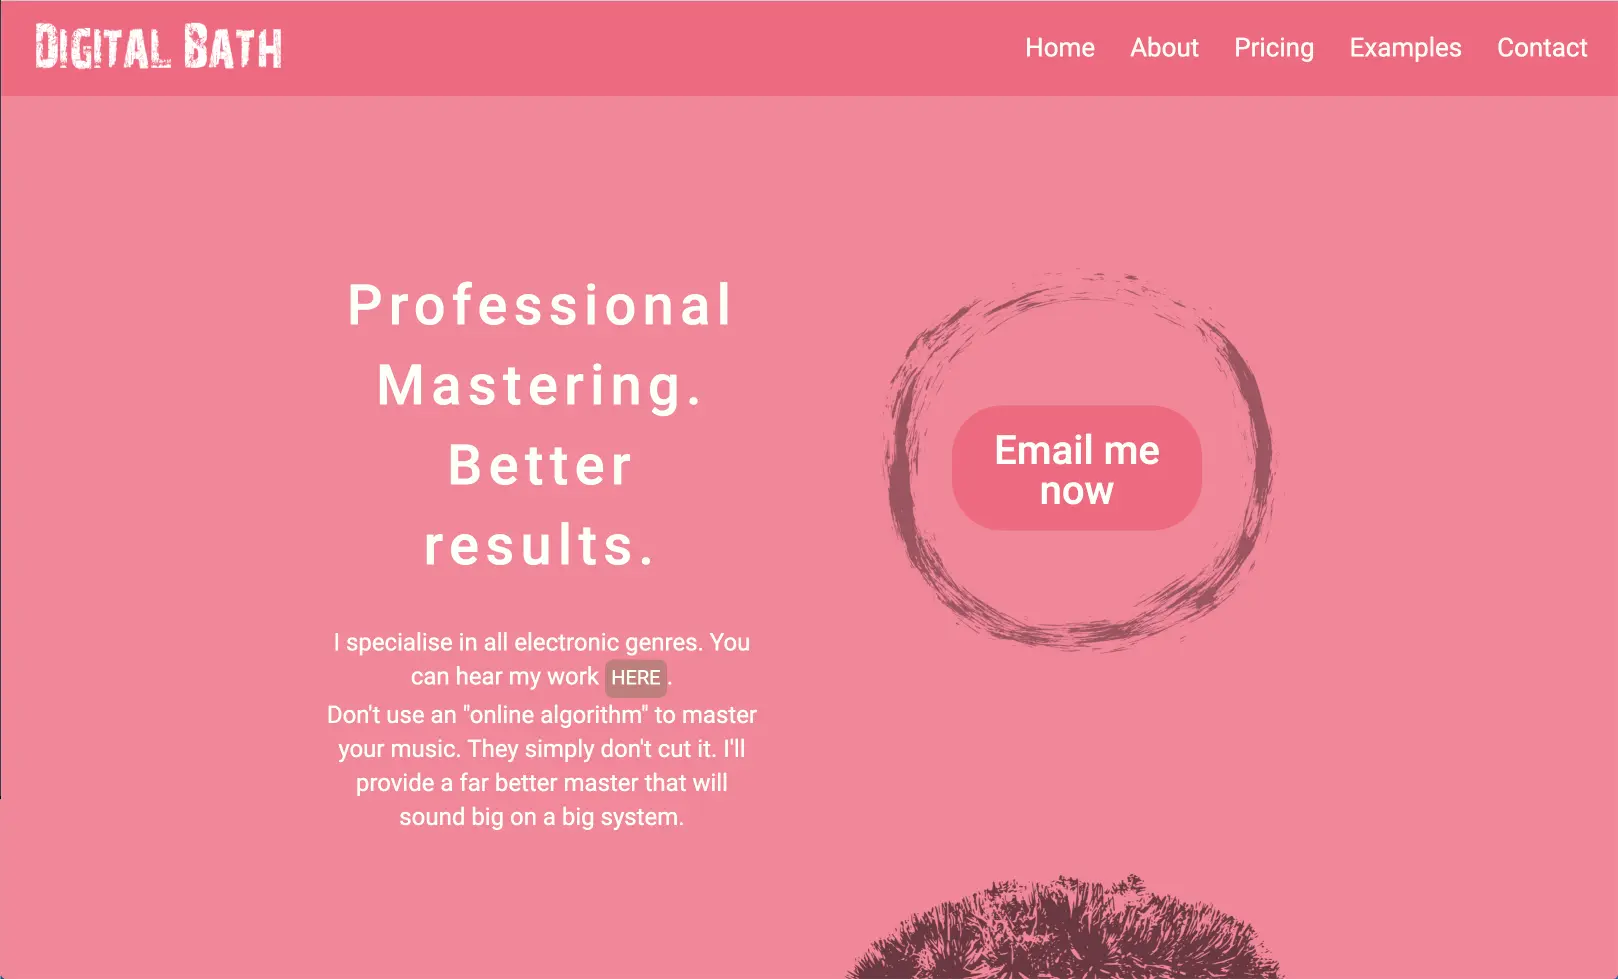 Digital Bath
Home About Pricing Examples Contact
Professional
Mastering.
Better
results.
I specialise in all electronic genres. You
can hear my work HERE.
Don't use an "online algorithm" to master
your music. They simply don't cut it. I'll
provide a far better master that will
sound big on a big system.
Email me
now